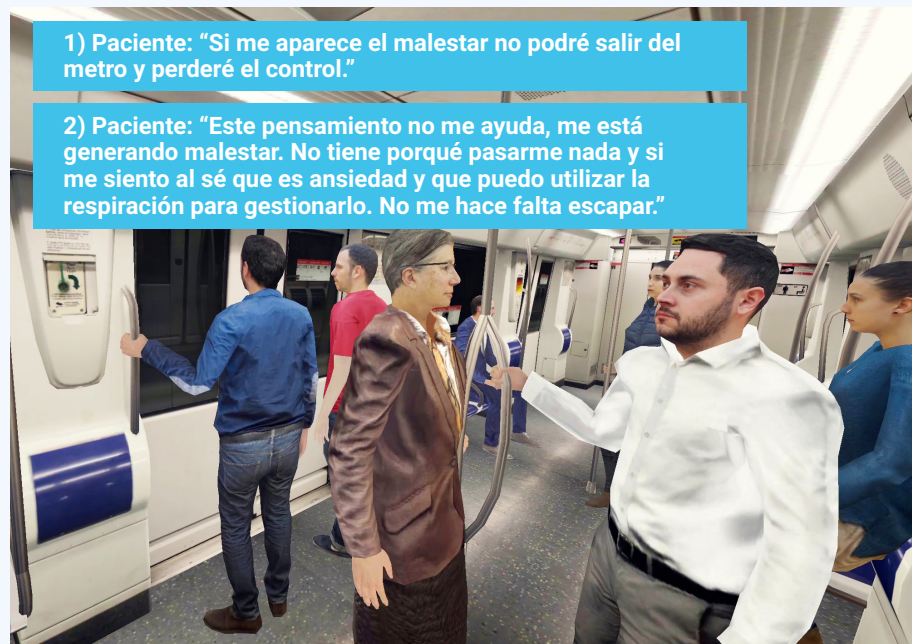 1) Paciente: “Si me aparece el malestar no podré salir del
metro y perderé el control.”
2) Paciente: “Este pensamiento no me ayuda, me está
generando malestar. No tiene porqué pasarme nada y si
me siento al sé que es ansiedad y que puedo utilizar la
respiración para gestionarlo. No me hace falta escapar.”